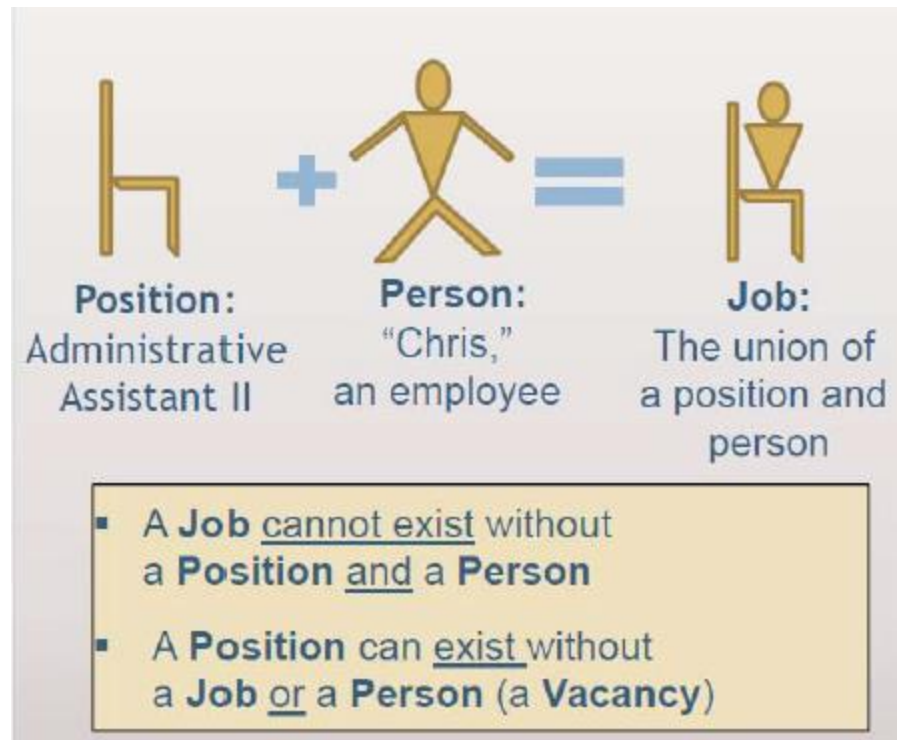 Position:
Administrative
Assistant II
Person:
“Chris,”
an employee
Job:
The union of
a position and
person
▪ A Job cannot exist without
a Position and a Person
▪ A Position can exist without
a Job or a Person (a Vacancy)